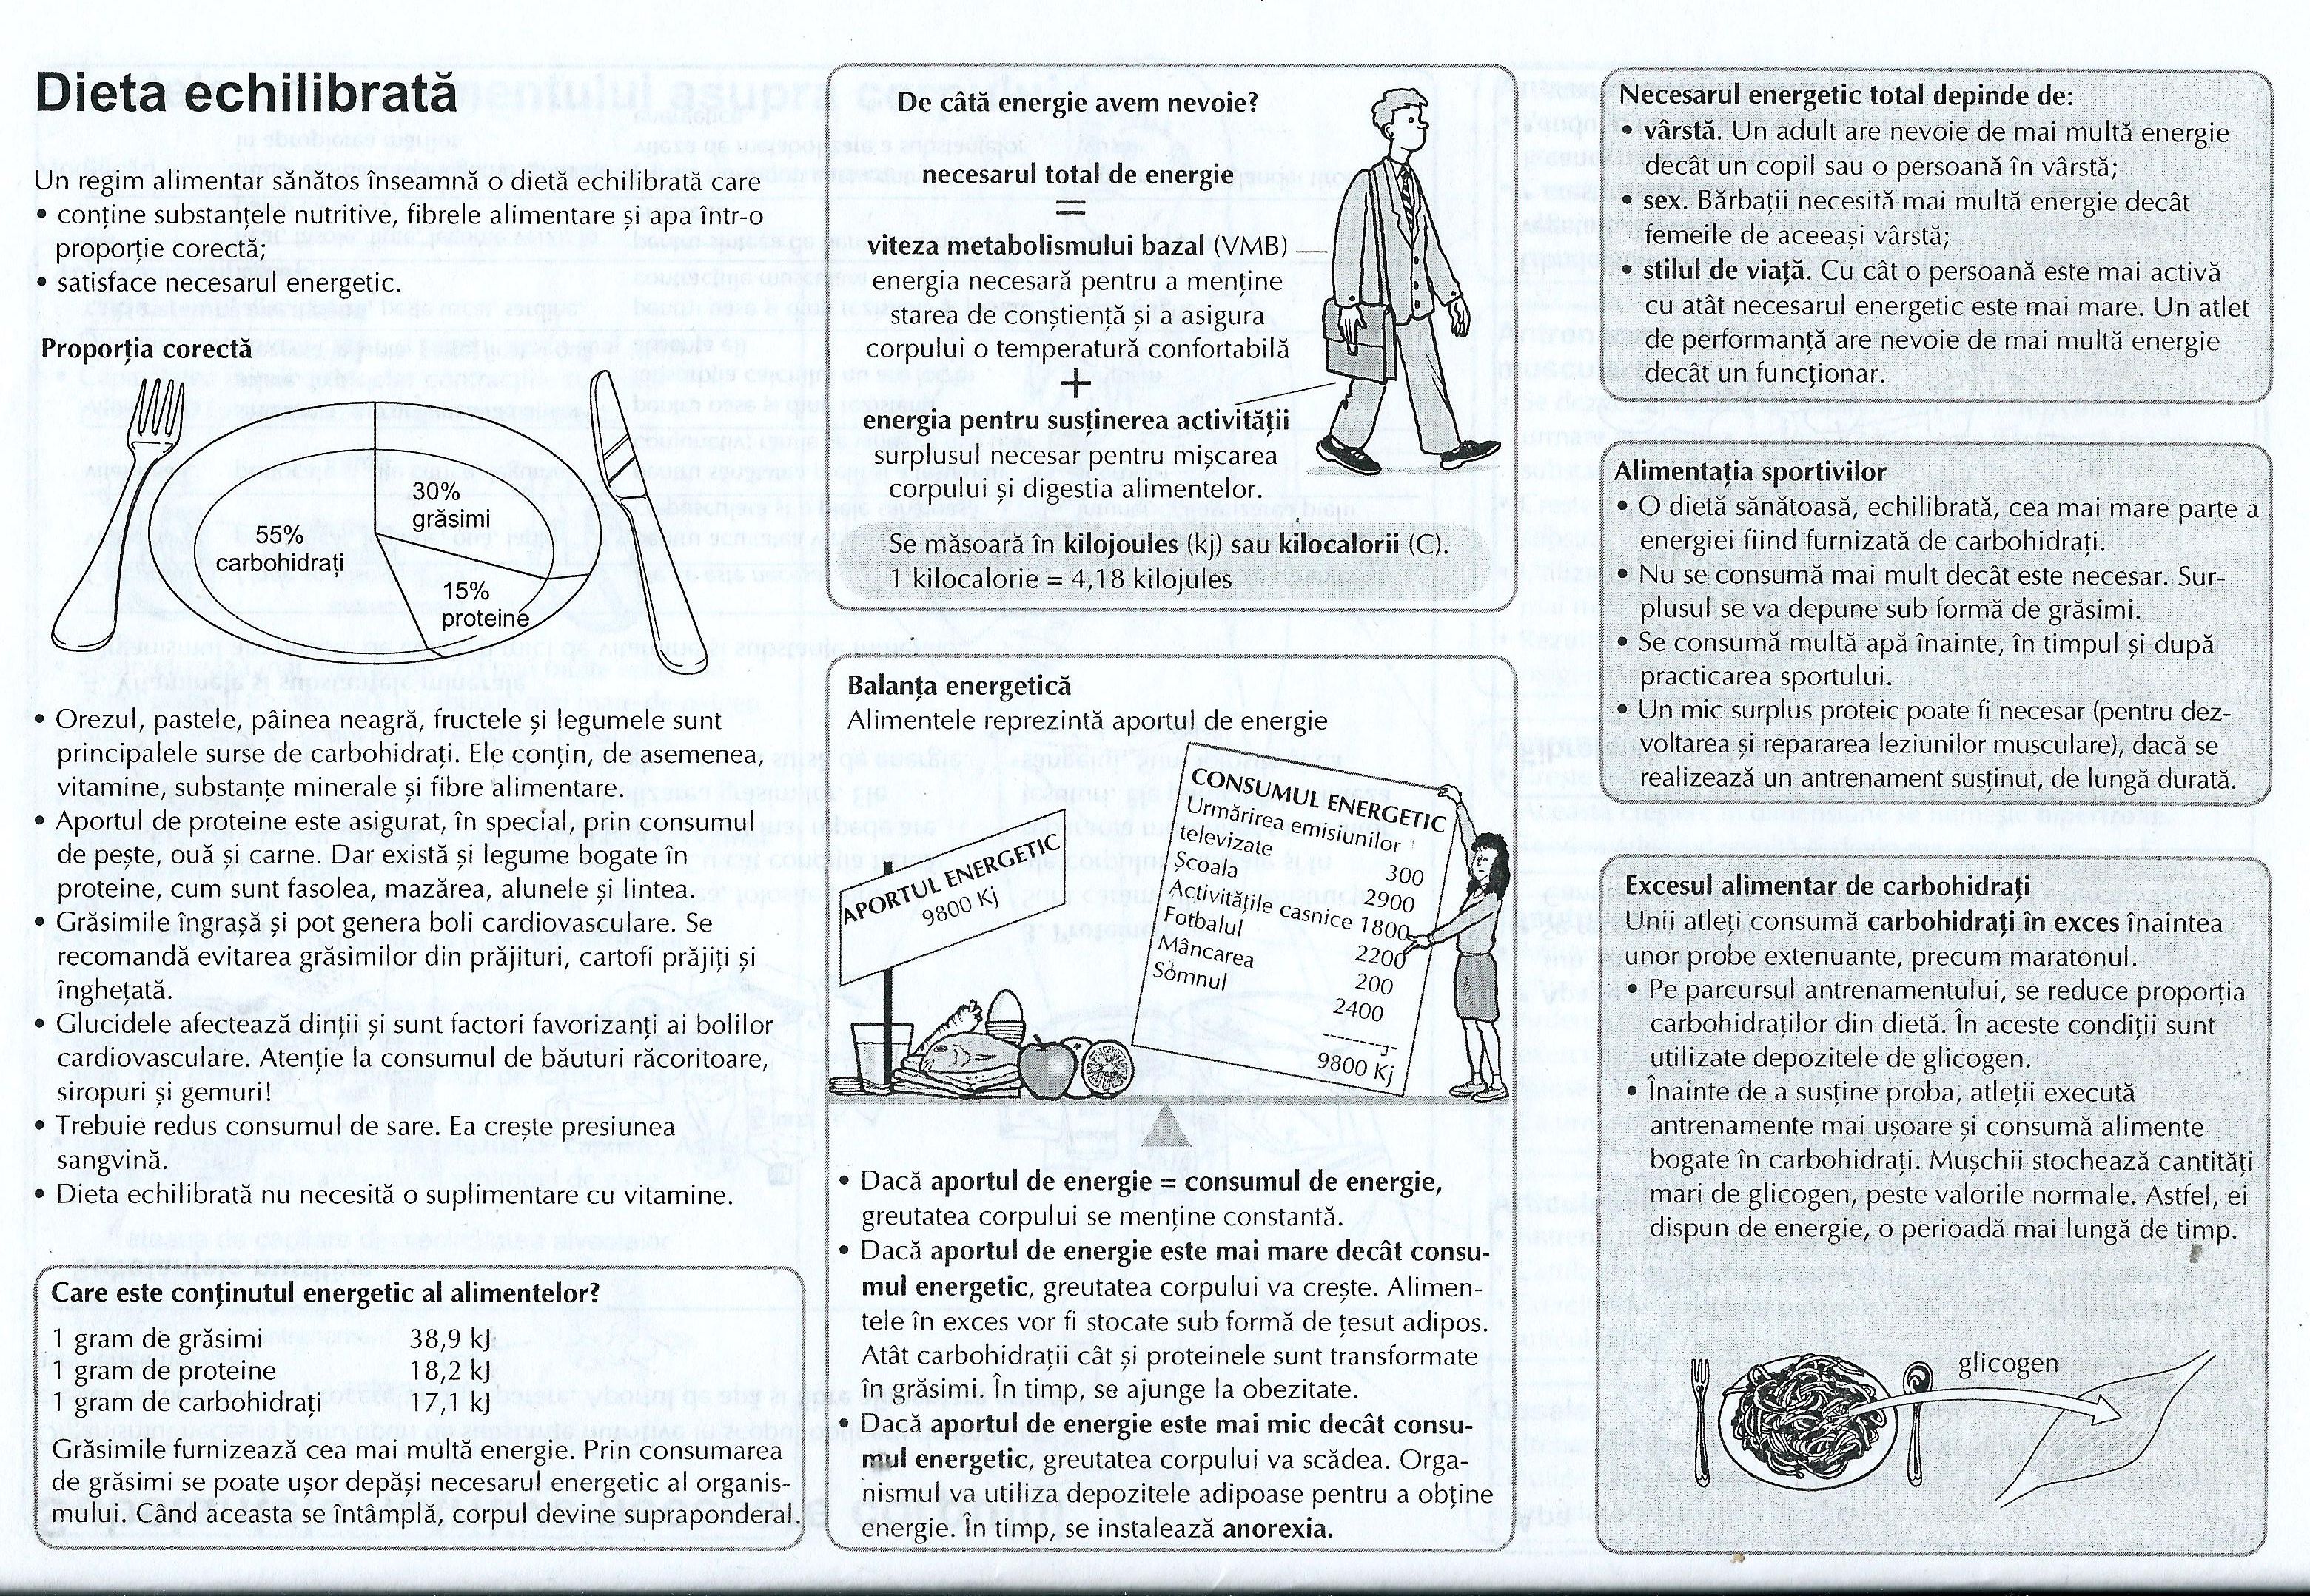 Dieta echilibrată
Un regim alimentar sănătos înseamnă o dietă echilibrată care
• conține substanțele nutritive, fibrele alimentare și apa într-o
proporție corectă;
• satisface necesarul energetic.
Proporția corectă
30%
grăsimi
55%
carbohidrați
15%
proteine
• Orezul, pastele, pâinea neagră, fructele și legumele sunt
principalele surse de carbohidrați. Ele conțin, de asemenea,
vitamine, substanțe minerale și fibre alimentare.
• Aportul de proteine este asigurat, în special, prin consumul
de pește, ouă și carne. Dar există și legume bogate în
proteine, cum sunt fasolea, mazărea, alunele și lintea.
• Grăsimile îngrașă și pot genera boli cardiovasculare. Se
recomandă evitarea grăsimilor din prăjituri, cartofi prăjiți și
înghețată.
• Glucidele afectează dinții și sunt factori favorizanți ai bolilor
cardiovasculare. Atenție la consumul de băuturi răcoritoare,
siropuri și gemuri!
• Trebuie redus consumul de sare. Ea crește presiunea
sangvină.
• Dieta echilibrată nu necesită o suplimentare cu vitamine.
Care este conținutul energetic al alimentelor?
1 gram de grăsimi 38,9 kJ
1 gram de proteine 18,2 kJ
1 gram de carbohidrați 17,1 kJ
Grăsimile furnizează cea mai multă energie. Prin consumarea
de grăsimi se poate ușor depăși necesarul energetic al organis-
mului. Când aceasta se întâmplă, corpul devine supraponderal.
De câtă energie avem nevoie?
necesarul total de energie
=
viteza metabolismului bazal (VMB)
energia necesară pentru a menține
starea de conștiență și a asigura
corpului o temperatură confortabilă
+
energia pentru susținerea activității
surplusul necesar pentru mișcarea
corpului și digestia alimentelor.
Se măsoară în kilojoules (kj) sau kilocalorii (C).
1 kilocalorie = 4,18 kilojules
Balanța energetică
Alimentele reprezintă aportul de energie
APORTUL ENERGETIC
9800 Kj
CONSUMUL ENERGETIC
Urmărirea emisiunilor
televizate 300
Școala 2900
Activitățile casnice 1800
Fotbalul 2200
Mâncarea 200
Somnul 2400
--------
9800 Kj
• Dacă aportul de energie = consumul de energie,
greutatea corpului se menține constantă.
• Dacă aportul de energie este mai mare decât consu-
mul energetic, greutatea corpului va crește. Alimen-
tele în exces vor fi stocate sub formă de țesut adipos.
Atât carbohidrații cât și proteinele sunt transformate
în grăsimi. În timp, se ajunge la obezitate.
• Dacă aportul de energie este mai mic decât consu-
mul energetic, greutatea corpului va scădea. Orga-
nismul va utiliza depozitele adipoase pentru a obține
energie. În timp, se instalează anorexia.
Necesarul energetic total depinde de:
• vârstă. Un adult are nevoie de mai multă energie
decât un copil sau o persoană în vârstă;
• sex. Bărbații necesită mai multă energie decât
femeile de aceeași vârstă;
• stilul de viață. Cu cât o persoană este mai activă
cu atât necesarul energetic este mai mare. Un atlet
de performanță are nevoie de mai multă energie
decât un funcționar.
Alimentația sportivilor
• O dietă sănătoasă, echilibrată, cea mai mare parte a
energiei fiind furnizată de carbohidrați.
• Nu se consumă mai mult decât este necesar. Sur-
plusul se va depune sub formă de grăsimi.
• Se consumă multă apă înainte, în timpul și după
practicarea sportului.
• Un mic surplus proteic poate fi necesar (pentru dez-
voltarea și repararea leziunilor musculare), dacă se
realizează un antrenament susținut, de lungă durată.
Excesul alimentar de carbohidrați
Unii atleți consumă carbohidrați în exces înaintea
unor probe extenuante, precum maratonul.
• Pe parcursul antrenamentului, se reduce proporția
carbohidraților din dietă. În aceste condiții sunt
utilizate depozitele de glicogen.
• Înainte de a susține proba, atleții execută
antrenamente mai ușoare și consumă alimente
bogate în carbohidrați. Mușchii stochează cantități
mari de glicogen, peste valorile normale. Astfel, ei
dispun de energie, o perioadă mai lungă de timp.
glicogen